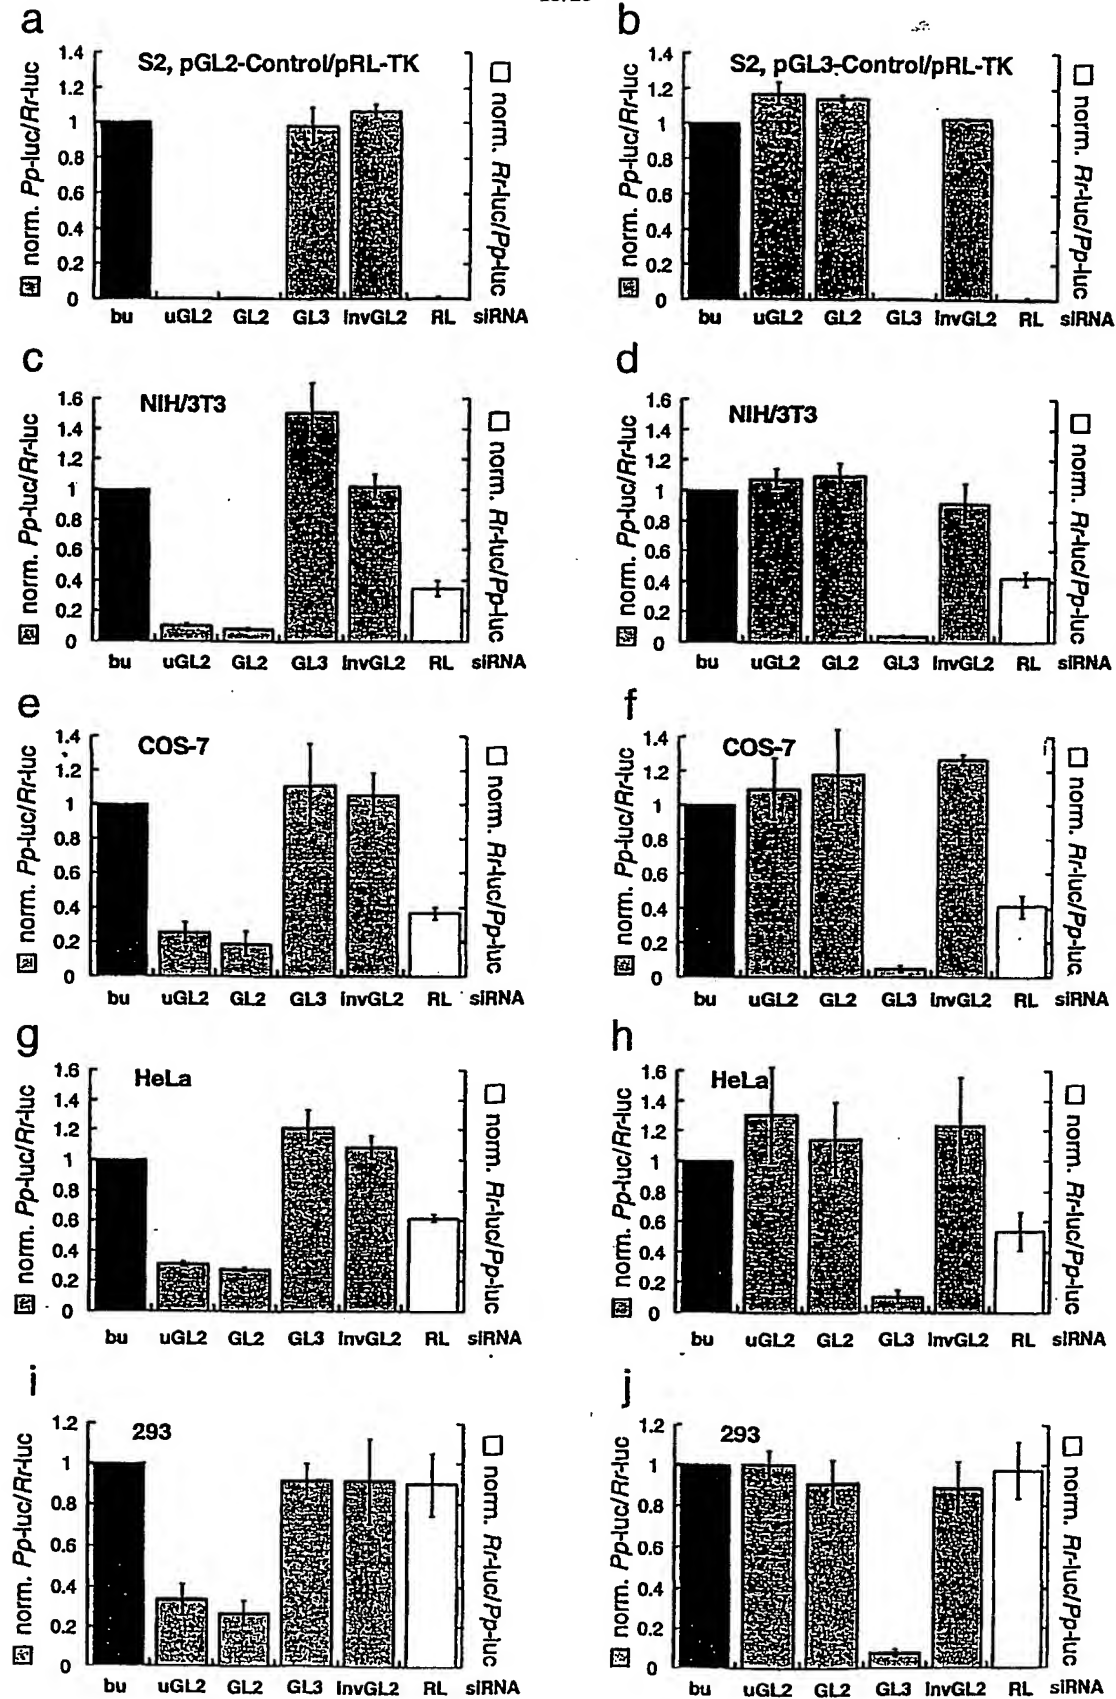 a
S2, pGL2-Control/pRL-TK
norm. Pp-luc/Rr-luc
norm. Rr-luc/Pp-luc
1.4
1.2
1
0.8
0.6
0.4
0.2
0
bu uGL2 GL2 GL3 invGL2 RL siRNA
b
S2, pGL3-Control/pRL-TK
norm. Pp-luc/Rr-luc
norm. Rr-luc/Pp-luc
1.4
1.2
1
0.8
0.6
0.4
0.2
0
bu uGL2 GL2 GL3 invGL2 RL siRNA
c
NIH/3T3
norm. Pp-luc/Rr-luc
norm. Rr-luc/Pp-luc
1.6
1.4
1.2
1
0.8
0.6
0.4
0.2
0
bu uGL2 GL2 GL3 invGL2 RL siRNA
d
NIH/3T3
norm. Pp-luc/Rr-luc
norm. Rr-luc/Pp-luc
1.6
1.4
1.2
1
0.8
0.6
0.4
0.2
0
bu uGL2 GL2 GL3 invGL2 RL siRNA
e
COS-7
norm. Pp-luc/Rr-luc
norm. Rr-luc/Pp-luc
1.4
1.2
1
0.8
0.6
0.4
0.2
0
bu uGL2 GL2 GL3 invGL2 RL siRNA
f
COS-7
norm. Pp-luc/Rr-luc
norm. Rr-luc/Pp-luc
1.4
1.2
1
0.8
0.6
0.4
0.2
0
bu uGL2 GL2 GL3 invGL2 RL siRNA
g
HeLa
norm. Pp-luc/Rr-luc
norm. Rr-luc/Pp-luc
1.6
1.4
1.2
1
0.8
0.6
0.4
0.2
0
bu uGL2 GL2 GL3 invGL2 RL siRNA
h
HeLa
norm. Pp-luc/Rr-luc
norm. Rr-luc/Pp-luc
1.6
1.4
1.2
1
0.8
0.6
0.4
0.2
0
bu uGL2 GL2 GL3 invGL2 RL siRNA
i
293
norm. Pp-luc/Rr-luc
norm. Rr-luc/Pp-luc
1.2
1
0.8
0.6
0.4
0.2
0
bu uGL2 GL2 GL3 invGL2 RL siRNA
j
293
norm. Pp-luc/Rr-luc
norm. Rr-luc/Pp-luc
1.2
1
0.8
0.6
0.4
0.2
0
bu uGL2 GL2 GL3 invGL2 RL siRNA